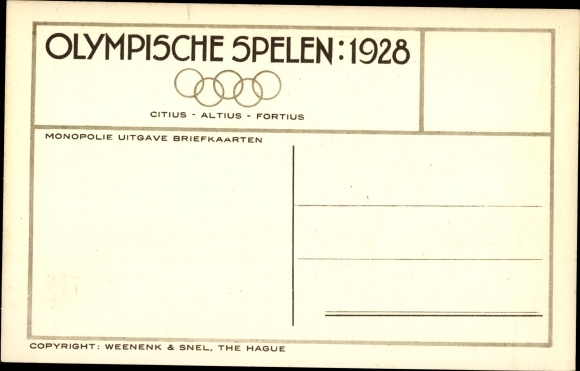 OLYMPISCHE SPELEN: 1928
CITIUS - ALTIUS - FORTIUS
MONOPOLIE UITGAVE BRIEFKAARTEN
COPYRIGHT: WEENENK & SNEL, THE HAGUE